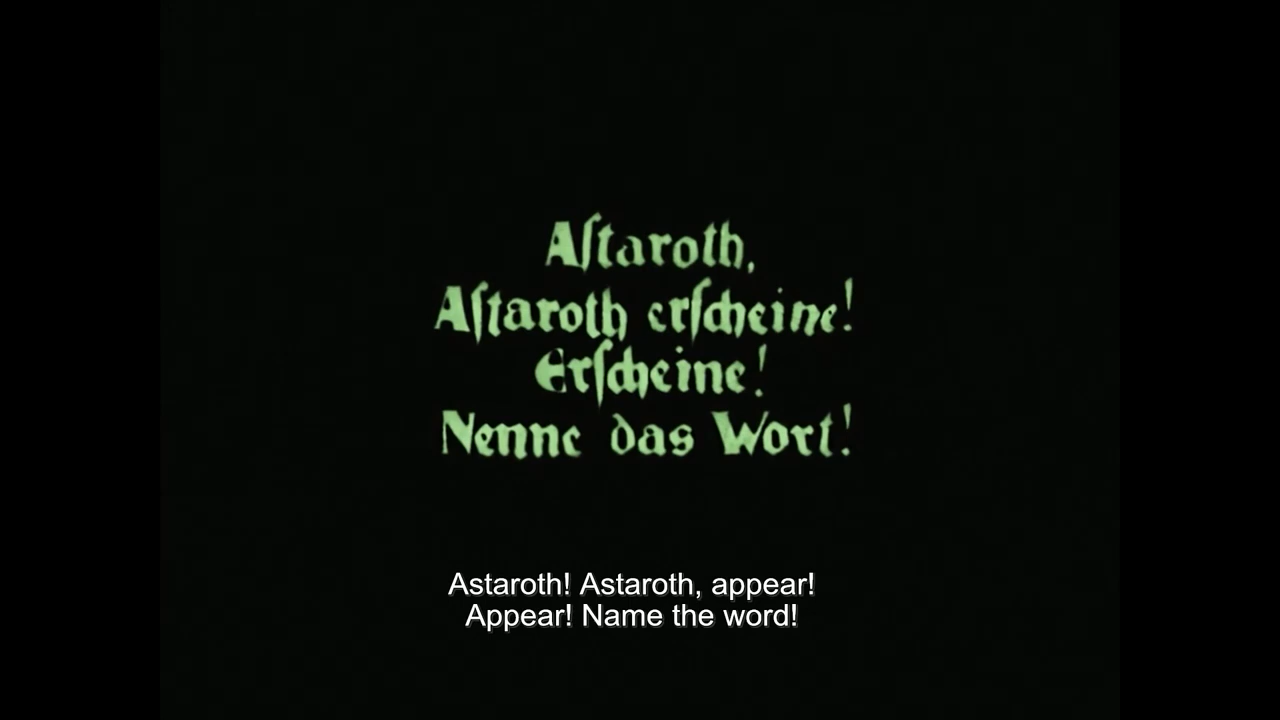 Aſtaroth,
Aſtaroth erſcheine!
Erſcheine!
Nenne das Wort!
Astaroth! Astaroth, appear!
Appear! Name the word!